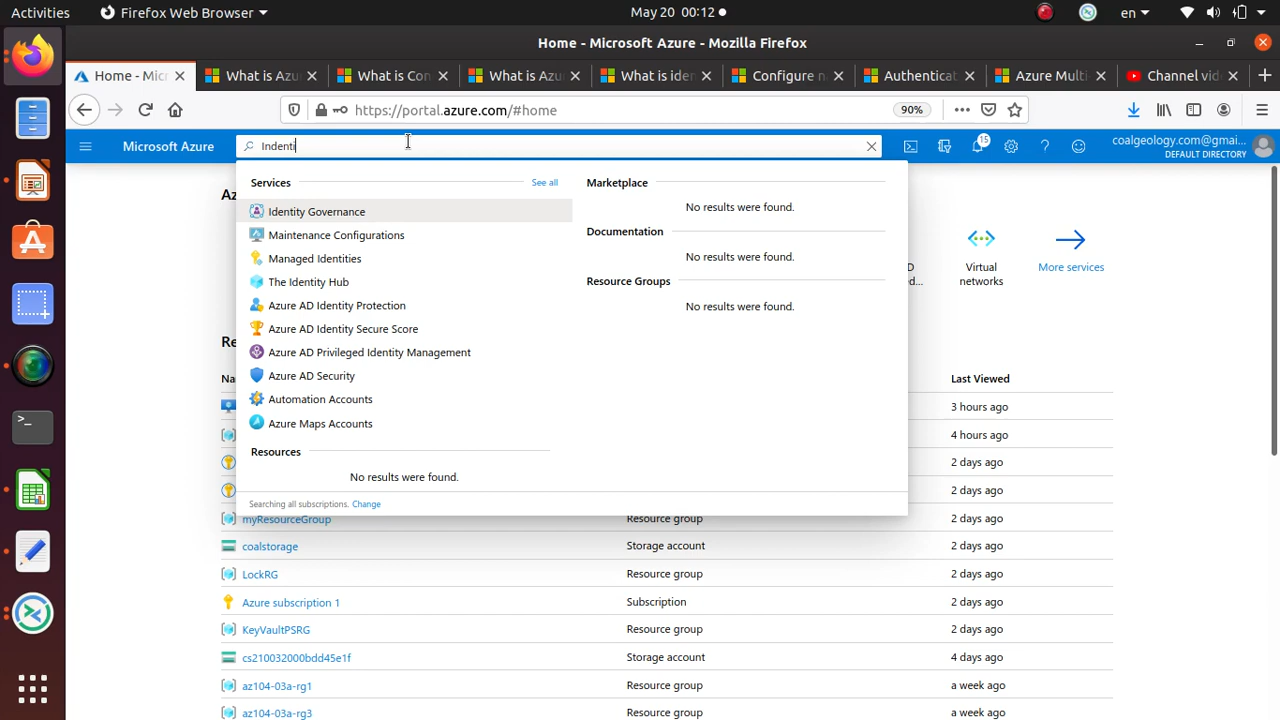 Activities
Firefox Web Browser
May 20 00:12
en
Home - Microsoft Azure - Mozilla Firefox
Home - Micr
What is Azu
What is Con
What is Azu
What is iden
Configure n
Authenticat
Azure Multi
Channel vid
https://portal.azure.com/#home
90%
Microsoft Azure
Indenti
15
coalgeology.com@gmai...
DEFAULT DIRECTORY
Services
See all
Identity Governance
Maintenance Configurations
Managed Identities
The Identity Hub
Azure AD Identity Protection
Azure AD Identity Secure Score
Azure AD Privileged Identity Management
Azure AD Security
Automation Accounts
Azure Maps Accounts
Resources
No results were found.
Searching all subscriptions. Change
Marketplace
No results were found.
Documentation
No results were found.
Resource Groups
No results were found.
Az
D
ed...
Virtual
networks
More services
Re
Na
Last Viewed
3 hours ago
4 hours ago
2 days ago
2 days ago
myResourceGroup Resource group 2 days ago
coalstorage Storage account 2 days ago
LockRG Resource group 2 days ago
Azure subscription 1 Subscription 2 days ago
KeyVaultPSRG Resource group 2 days ago
cs210032000bdd45e1f Storage account 4 days ago
az104-03a-rg1 Resource group a week ago
az104-03a-rg3 Resource group a week ago